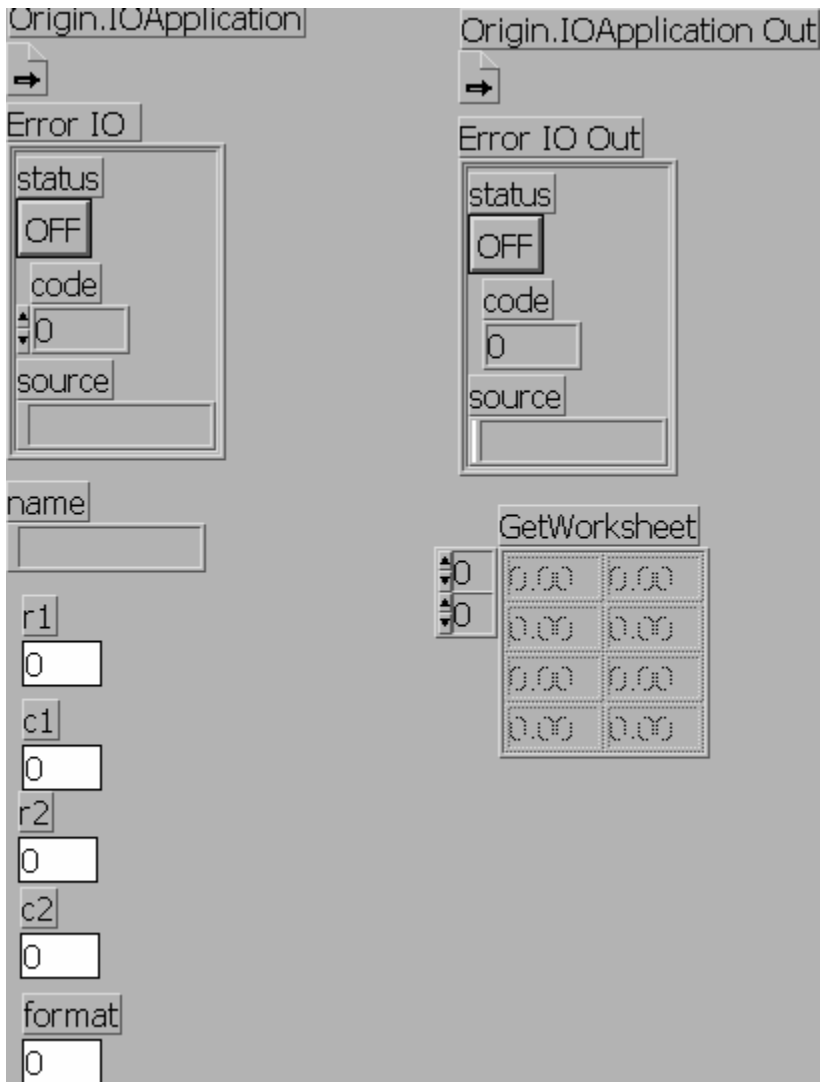 Origin.IOApplication
Error IO
status
OFF
code
0
source
name
r1
0
c1
0
r2
0
c2
0
format
0
Origin.IOApplication Out
Error IO Out
status
OFF
code
0
source
GetWorksheet
0 0.00 0.00
0 0.00 0.00
0.00 0.00
0.00 0.00